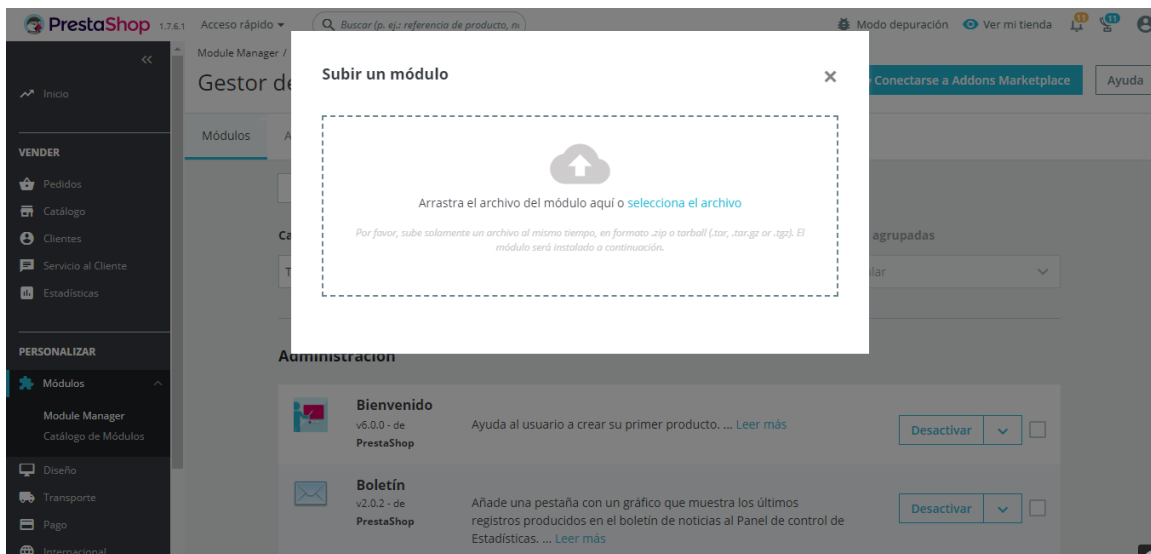 PrestaShop 1.7.6.1 Acceso rápido Buscar (p. ej.: referencia de producto, n Modo depuración Ver mi tienda 11 11
Module Manager /
Gestor de
Conectarse a Addons Marketplace
Ayuda
Módulos
Subir un módulo
Arrastra el archivo del módulo aquí o selecciona el archivo
Por favor, sube solamente un archivo al mismo tiempo, en formato .zip o tarball (.tar, .tar.gz or .tgz). El
módulo será instalado a continuación.
agrupadas
Inicio
VENDER
Pedidos
Catálogo
Clientes
Servicio al Cliente
Estadísticas
PERSONALIZAR
Módulos
Module Manager
Catálogo de Módulos
Diseño
Transporte
Pago
Internacional
Administración
Bienvenido
v6.0.0 - de
PrestaShop
Ayuda al usuario a crear su primer producto. ... Leer más
Desactivar
Boletín
v2.0.2 - de
PrestaShop
Añade una pestaña con un gráfico que muestra los últimos
registros producidos en el boletín de noticias al Panel de control de
Estadísticas. ... Leer más
Desactivar